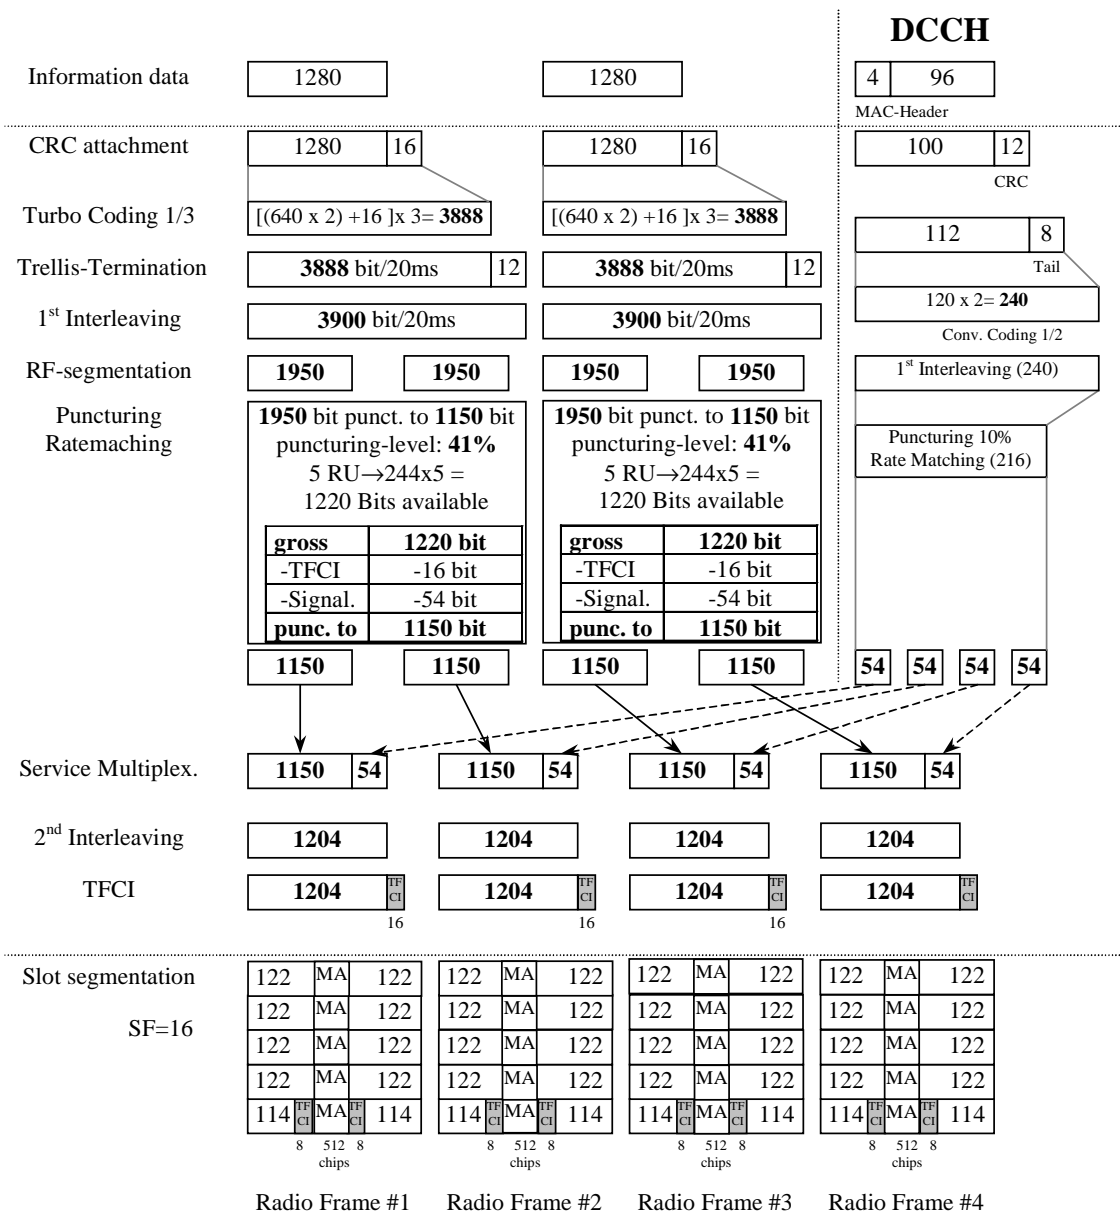 DCCH
Information data 1280 1280 4 96
MAC-Header
CRC attachment 1280 16 1280 16 100 12
CRC
Turbo Coding 1/3 [(640 x 2) +16 ]x 3= 3888 [(640 x 2) +16 ]x 3= 3888
112 8
Trellis-Termination 3888 bit/20ms 12 3888 bit/20ms 12
Tail
120 x 2= 240
1st Interleaving 3900 bit/20ms 3900 bit/20ms
Conv. Coding 1/2
RF-segmentation 1950 1950 1950 1950 1st Interleaving (240)
Puncturing 1950 bit punct. to 1150 bit 1950 bit punct. to 1150 bit
Ratemaching puncturing-level: 41% puncturing-level: 41% Puncturing 10%
Rate Matching (216)
5 RU→244x5 = 5 RU→244x5 =
1220 Bits available 1220 Bits available
gross 1220 bit gross 1220 bit
-TFCI -16 bit -TFCI -16 bit
-Signal. -54 bit -Signal. -54 bit
punc. to 1150 bit punc. to 1150 bit
1150 1150 1150 1150 54 54 54 54
Service Multiplex. 1150 54 1150 54 1150 54 1150 54
2nd Interleaving 1204 1204 1204 1204
TFCI 1204 TF CI 1204 TF CI 1204 TF CI 1204 TF CI
16 16 16
Slot segmentation 122 MA 122 122 MA 122 122 MA 122 122 MA 122
SF=16 122 MA 122 122 MA 122 122 MA 122 122 MA 122
122 MA 122 122 MA 122 122 MA 122 122 MA 122
122 MA 122 122 MA 122 122 MA 122 122 MA 122
114 TF CI MA TF CI 114 114 TF CI MA TF CI 114 114 TF CI MA TF CI 114 114 TF CI MA TF CI 114
8 512 8 8 512 8 8 512 8 8 512 8
chips chips chips chips
Radio Frame #1 Radio Frame #2 Radio Frame #3 Radio Frame #4